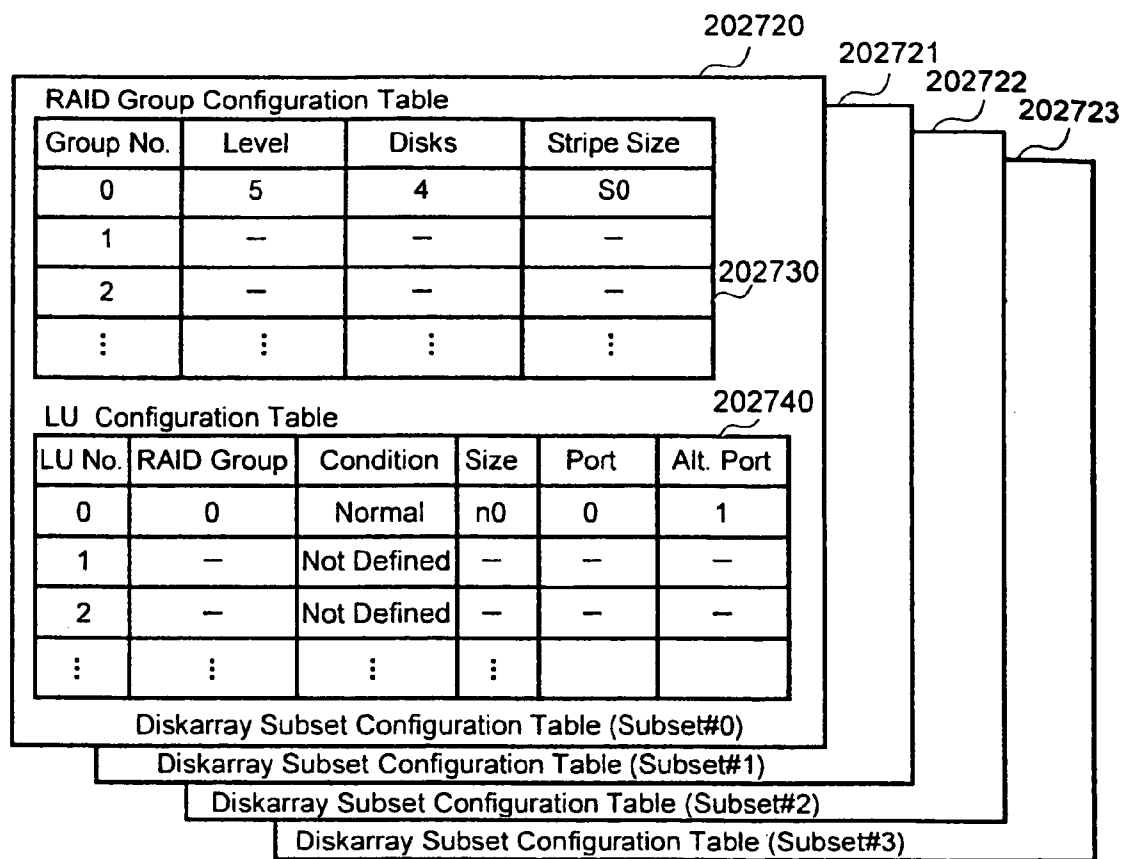 202720
202721
202722
202723
RAID Group Configuration Table
Group No. Level Disks Stripe Size
0 5 4 S0
1 – – –
2 – – –
⋮ ⋮ ⋮ ⋮
202730
LU Configuration Table
202740
LU No. RAID Group Condition Size Port Alt. Port
0 0 Normal n0 0 1
1 – Not Defined – – –
2 – Not Defined – – –
⋮ ⋮ ⋮ ⋮
Diskarray Subset Configuration Table (Subset#0)
Diskarray Subset Configuration Table (Subset#1)
Diskarray Subset Configuration Table (Subset#2)
Diskarray Subset Configuration Table (Subset#3)